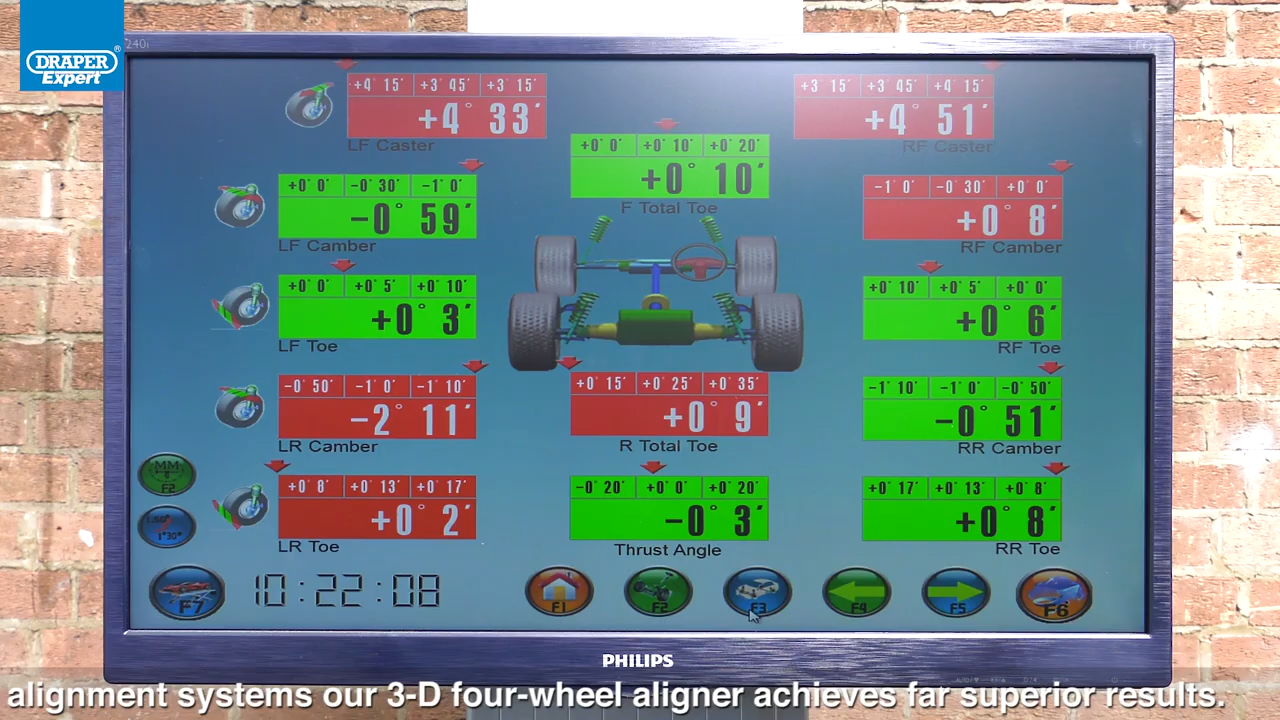 DRAPER®
Expert
240i
+4° 15' +3° 45' +3° 15'
+4° 33'
LF Caster
+3° 15' +3° 45' +4° 15'
+4° 51'
RF Caster
+0° 0' +0° 10' +0° 20'
+0° 10'
F Total Toe
+0° 0' -0° 30' -1° 0'
-0° 59'
LF Camber
-1° 0' -0° 30' +0° 0'
+0° 8'
RF Camber
+0° 0' +0° 5' +0° 10'
+0° 3'
LF Toe
+0° 10' +0° 5' +0° 0'
+0° 6'
RF Toe
-0° 50' -1° 0' -1° 10'
-2° 11'
LR Camber
+0° 15' +0° 25' +0° 35'
+0° 9'
R Total Toe
-1° 10' -1° 0' -0° 50'
-0° 51'
RR Camber
MM
F2
+0° 8' +0° 13' +0° 17'
+0° 2'
LR Toe
-0° 20' +0° 0' +0° 20'
-0° 3'
Thrust Angle
+0° 17' +0° 13' +0° 8'
+0° 8'
RR Toe
1°30'
F7
10:22:08
F1
F2
F3
F4
F5
F6
PHILIPS
alignment systems our 3-D four-wheel aligner achieves far superior results.